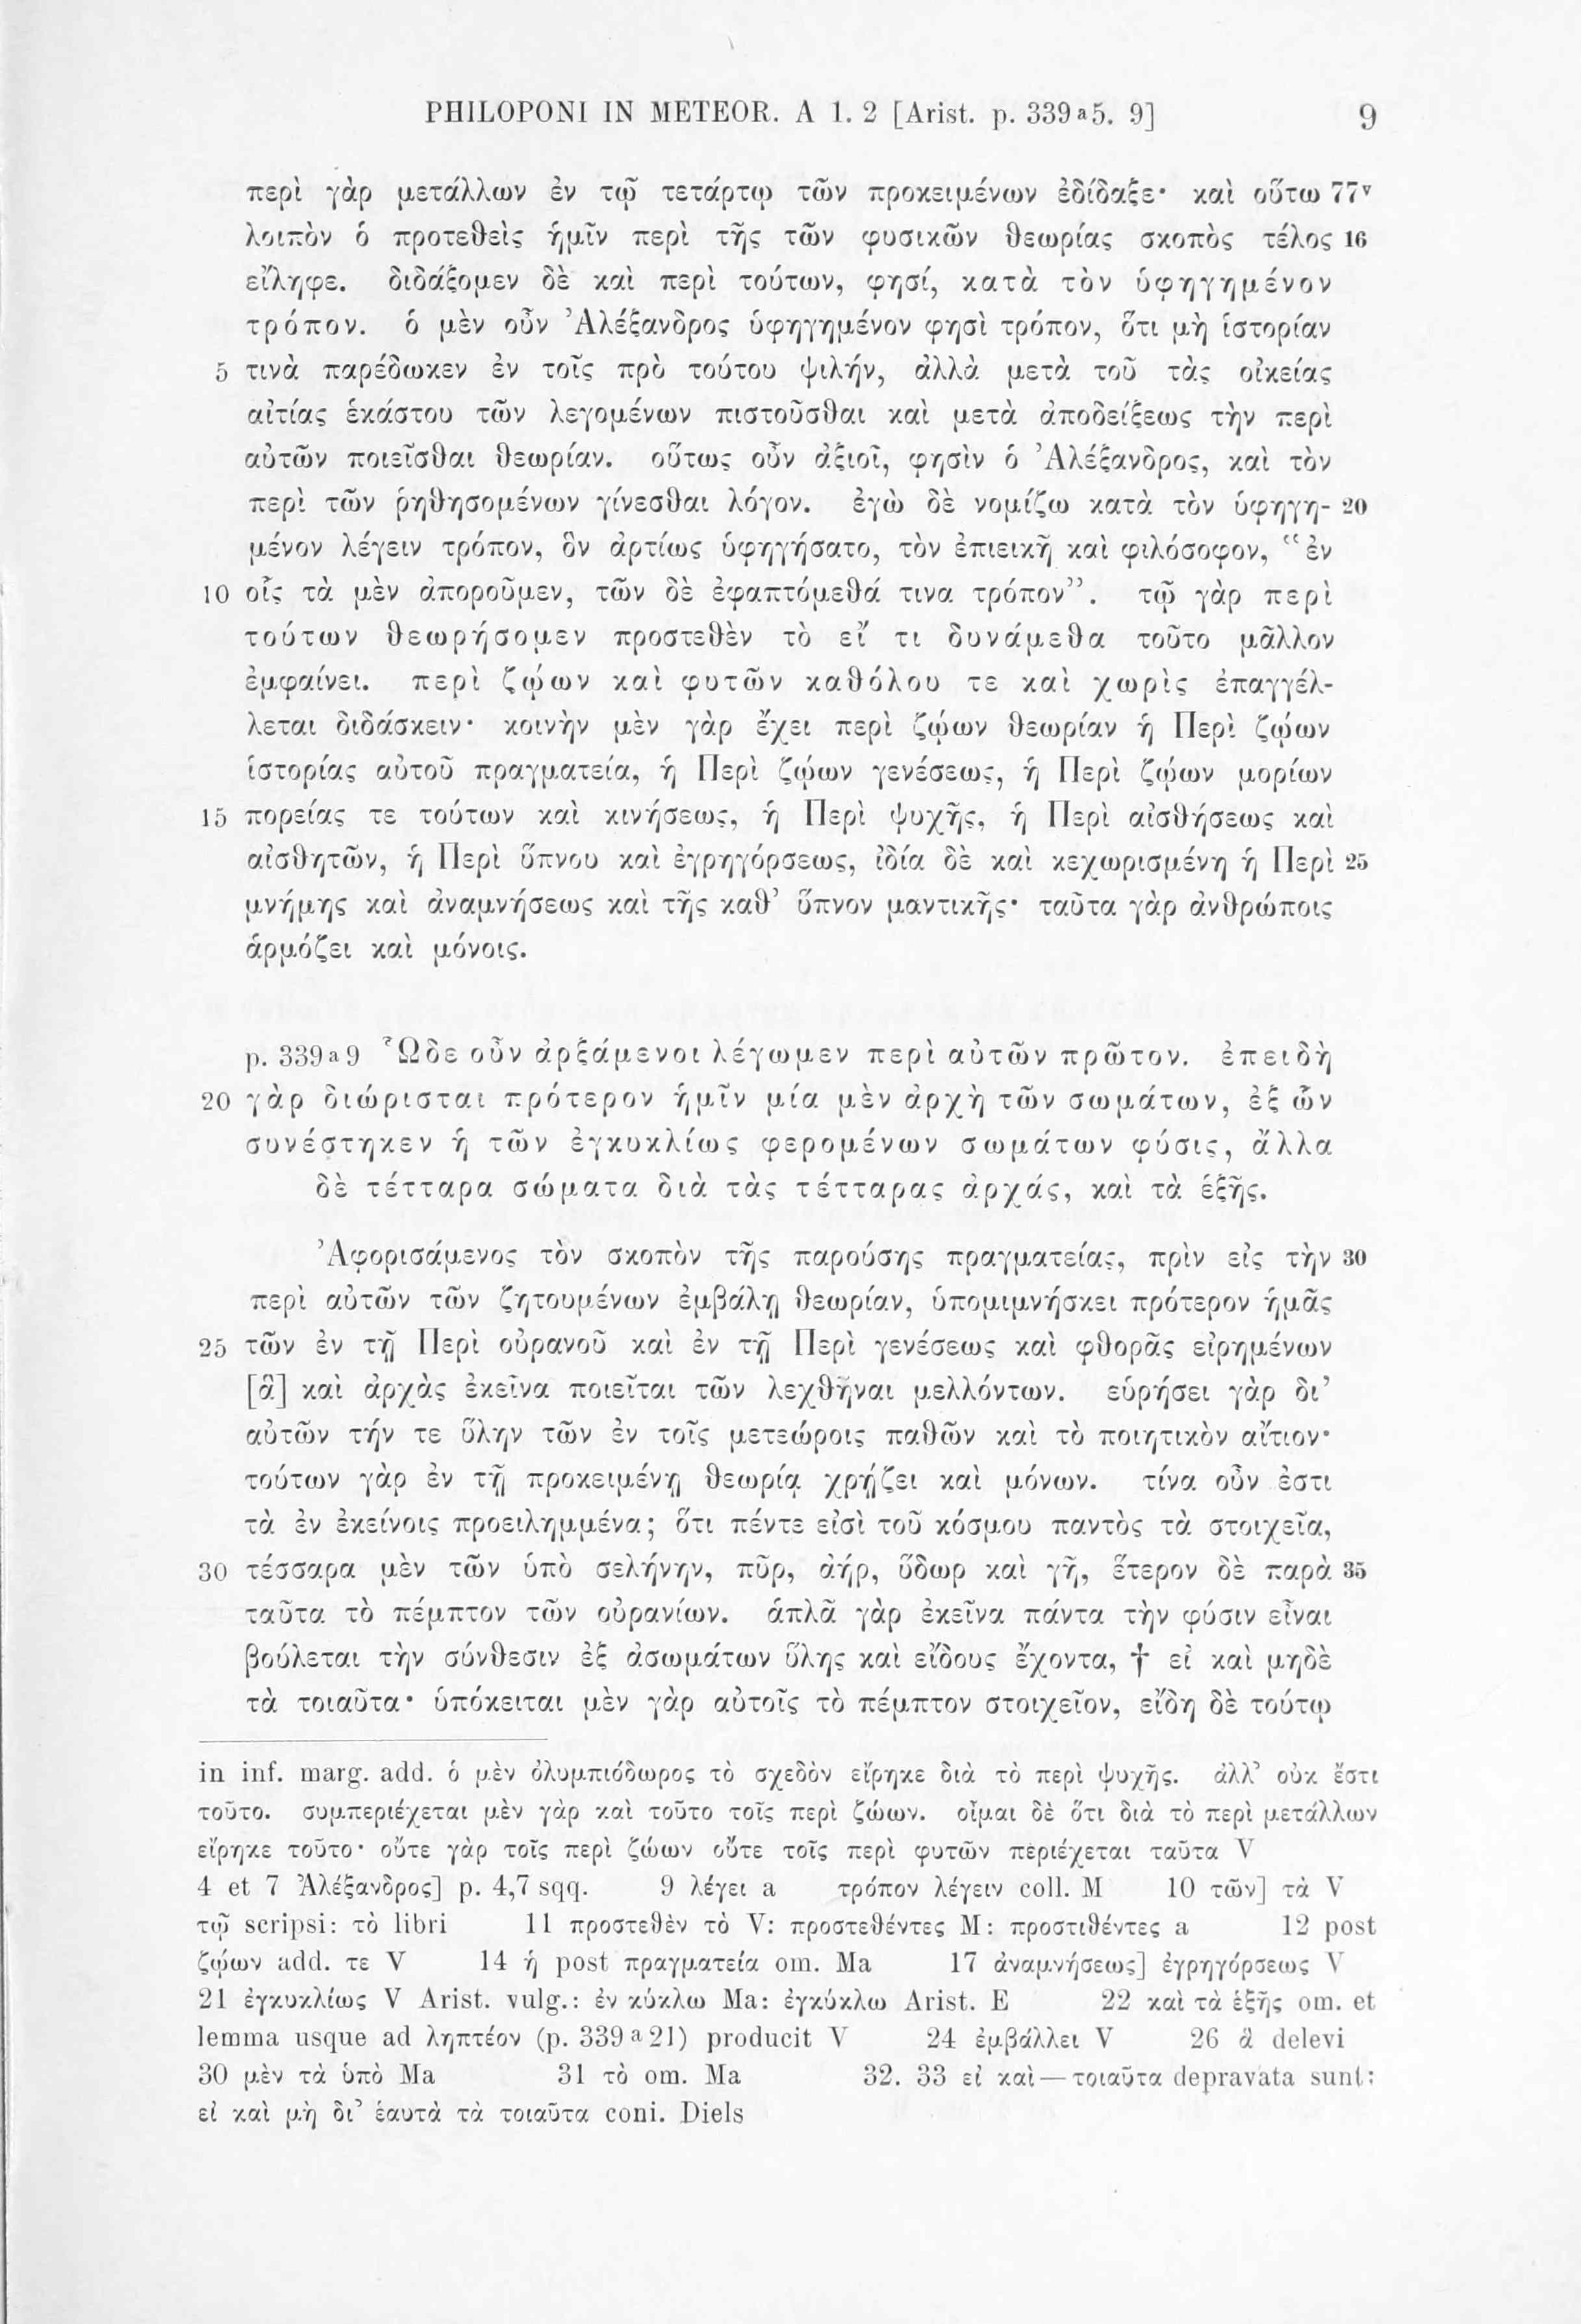 PHILOPONI IN METEOR. A 1. 2 [Arist. p. 339 a 5. 9] 9
περὶ γὰρ μετάλλων ἐν τῷ τετάρτῳ τῶν προκειμένων ἐδίδαξε· καὶ οὕτω 77v
λοιπὸν ὁ προτεθεὶς ἡμῖν περὶ τῆς τῶν φυσικῶν θεωρίας σκοπὸς τέλος 16
εἴληφε. διδάξομεν δὲ καὶ περὶ τούτων, φησί, κατὰ τὸν ὑφηγημένον
τρόπον. ὁ μὲν οὖν Ἀλέξανδρος ὑφηγημένον φησὶ τρόπον, ὅτι μὴ ἱστορίαν
5 τινὰ παρέδωκεν ἐν τοῖς πρὸ τούτου ψιλήν, ἀλλὰ μετὰ τοῦ τὰς οἰκείας
αἰτίας ἑκάστου τῶν λεγομένων πιστοῦσθαι καὶ μετὰ ἀποδείξεως τὴν περὶ
αὐτῶν ποιεῖσθαι θεωρίαν. οὕτως οὖν ἀξιοῖ, φησὶν ὁ Ἀλέξανδρος, καὶ τὸν
περὶ τῶν ῥηθησομένων γίνεσθαι λόγον. ἐγὼ δὲ νομίζω κατὰ τὸν ὑφηγη- 20
μένον λέγειν τρόπον, ὃν ἀρτίως ὑφηγήσατο, τὸν ἐπιεικῆ καὶ φιλόσοφον, “ἐν
10 οἷς τὰ μὲν ἀποροῦμεν, τῶν δὲ ἐφαπτόμεθά τινα τρόπον”. τῷ γὰρ περὶ
τούτων θεωρήσομεν προστεθὲν τὸ εἴ τι δυνάμεθα τοῦτο μᾶλλον
ἐμφαίνει. περὶ ζῴων καὶ φυτῶν καθόλου τε καὶ χωρὶς ἐπαγγέλ-
λεται διδάσκειν· κοινὴν μὲν γὰρ ἔχει περὶ ζῴων θεωρίαν ἡ Περὶ ζῴων
ἱστορίας αὐτοῦ πραγματεία, ἡ Περὶ ζῴων γενέσεως, ἡ Περὶ ζῴων μορίων
15 πορείας τε τούτων καὶ κινήσεως, ἡ Περὶ ψυχῆς, ἡ Περὶ αἰσθήσεως καὶ
αἰσθητῶν, ἡ Περὶ ὕπνου καὶ ἐγρηγόρσεως, ἰδία δὲ καὶ κεχωρισμένη ἡ Περὶ 25
μνήμης καὶ ἀναμνήσεως καὶ τῆς καθ’ ὕπνον μαντικῆς· ταῦτα γὰρ ἀνθρώποις
ἁρμόζει καὶ μόνοις.
p. 339 a 9 Ὧδε οὖν ἀρξάμενοι λέγωμεν περὶ αὐτῶν πρῶτον. ἐπειδὴ
20 γὰρ διώρισται πρότερον ἡμῖν μία μὲν ἀρχὴ τῶν σωμάτων, ἐξ ὧν
συνέστηκεν ἡ τῶν ἐγκυκλίως φερομένων σωμάτων φύσις, ἄλλα
δὲ τέτταρα σώματα διὰ τὰς τέτταρας ἀρχάς, καὶ τὰ ἑξῆς.
Ἀφορισάμενος τὸν σκοπὸν τῆς παρούσης πραγματείας, πρὶν εἰς τὴν 30
περὶ αὐτῶν τῶν ζητουμένων ἐμβάλῃ θεωρίαν, ὑπομιμνήσκει πρότερον ἡμᾶς
25 τῶν ἐν τῇ Περὶ οὐρανοῦ καὶ ἐν τῇ Περὶ γενέσεως καὶ φθορᾶς εἰρημένων
[ἃ] καὶ ἀρχὰς ἐκεῖνα ποιεῖται τῶν λεχθῆναι μελλόντων. εὑρήσει γὰρ δι’
αὐτῶν τήν τε ὕλην τῶν ἐν τοῖς μετεώροις παθῶν καὶ τὸ ποιητικὸν αἴτιον·
τούτων γὰρ ἐν τῇ προκειμένῃ θεωρίᾳ χρῄζει καὶ μόνων. τίνα οὖν ἐστι
τὰ ἐν ἐκείνοις προειλημμένα; ὅτι πέντε εἰσὶ τοῦ κόσμου παντὸς τὰ στοιχεῖα,
30 τέσσαρα μὲν τῶν ὑπὸ σελήνην, πῦρ, ἀήρ, ὕδωρ καὶ γῆ, ἕτερον δὲ παρὰ 35
ταῦτα τὸ πέμπτον τῶν οὐρανίων. ἁπλᾶ γὰρ ἐκεῖνα πάντα τὴν φύσιν εἶναι
βούλεται τὴν σύνθεσιν ἐξ ἀσωμάτων ὕλης καὶ εἴδους ἔχοντα, † εἰ καὶ μηδὲ
τὰ τοιαῦτα· ὑπόκειται μὲν γὰρ αὐτοῖς τὸ πέμπτον στοιχεῖον, εἴδη δὲ τούτῳ
in inf. marg. add. ὁ μὲν ὀλυμπιόδωρος τὸ σχεδὸν εἴρηκε διὰ τὸ περὶ ψυχῆς. ἀλλ’ οὐκ ἔστι
τοῦτο. συμπεριέχεται μὲν γὰρ καὶ τοῦτο τοῖς περὶ ζώων. οἶμαι δὲ ὅτι διὰ τὸ περὶ μετάλλων
εἴρηκε τοῦτο· οὔτε γὰρ τοῖς περὶ ζώων οὔτε τοῖς περὶ φυτῶν περιέχεται ταῦτα V
4 et 7 Ἀλέξανδρος] p. 4,7 sqq. 9 λέγει a τρόπον λέγειν coll. M 10 τῶν] τὰ V
τῷ scripsi: τὸ libri 11 προστεθὲν τὸ V: προστεθέντες M: προστιθέντες a 12 post
ζῴων add. τε V 14 ἡ post πραγματεία om. Ma 17 ἀναμνήσεως] ἐγρηγόρσεως V
21 ἐγκυκλίως V Arist. vulg.: ἐν κύκλω Ma: ἐγκύκλω Arist. E 22 καὶ τὰ ἑξῆς om. et
lemma usque ad ληπτέον (p. 339 a 21) producit V 24 ἐμβάλλει V 26 ἃ delevi
30 μὲν τὰ ὑπὸ Ma 31 τὸ om. Ma 32. 33 εἰ καὶ — τοιαῦτα depravata sunt:
εἰ καὶ μὴ δι’ ἑαυτὰ τὰ τοιαῦτα coni. Diels